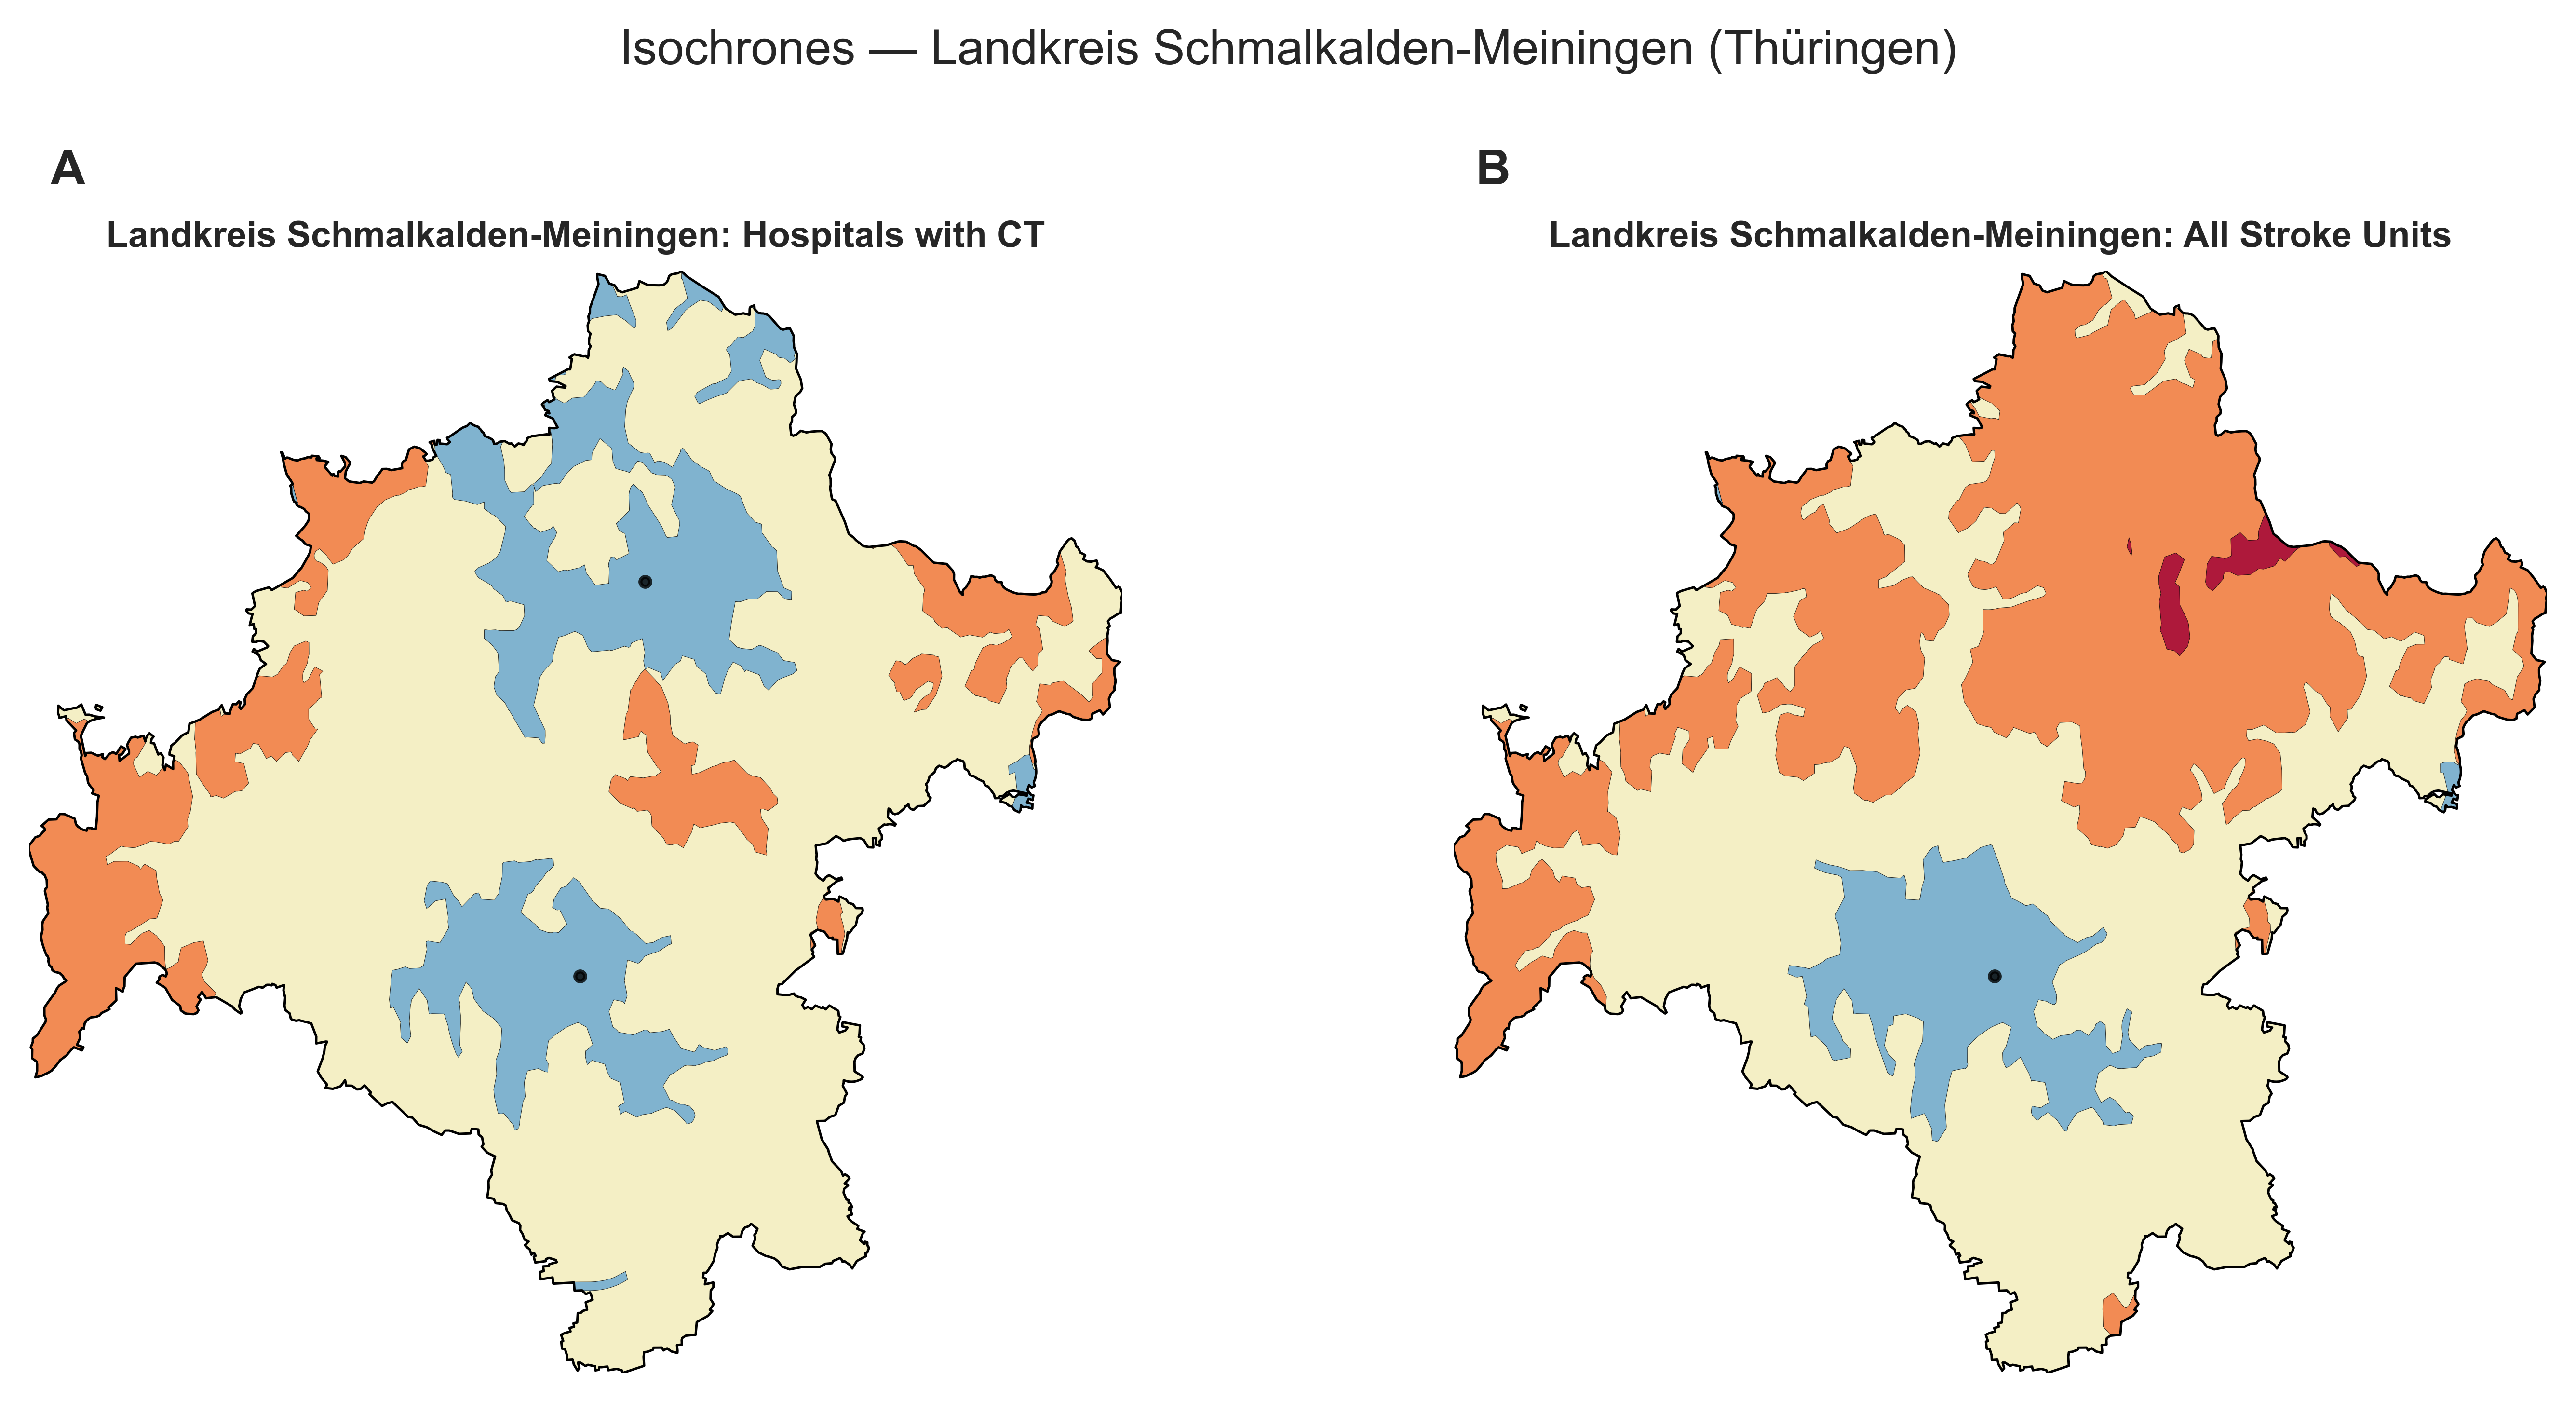 Isochrones — Landkreis Schmalkalden-Meiningen (Thüringen)
A
B
Landkreis Schmalkalden-Meiningen: Hospitals with CT
Landkreis Schmalkalden-Meiningen: All Stroke Units